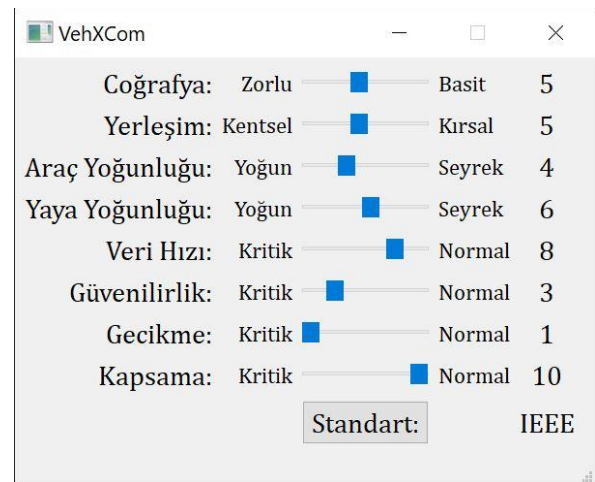 VehXCom
Coğrafya: Zorlu Basit 5
Yerleşim: Kentsel Kırsal 5
Araç Yoğunluğu: Yoğun Seyrek 4
Yaya Yoğunluğu: Yoğun Seyrek 6
Veri Hızı: Kritik Normal 8
Güvenilirlik: Kritik Normal 3
Gecikme: Kritik Normal 1
Kapsama: Kritik Normal 10
Standart: IEEE